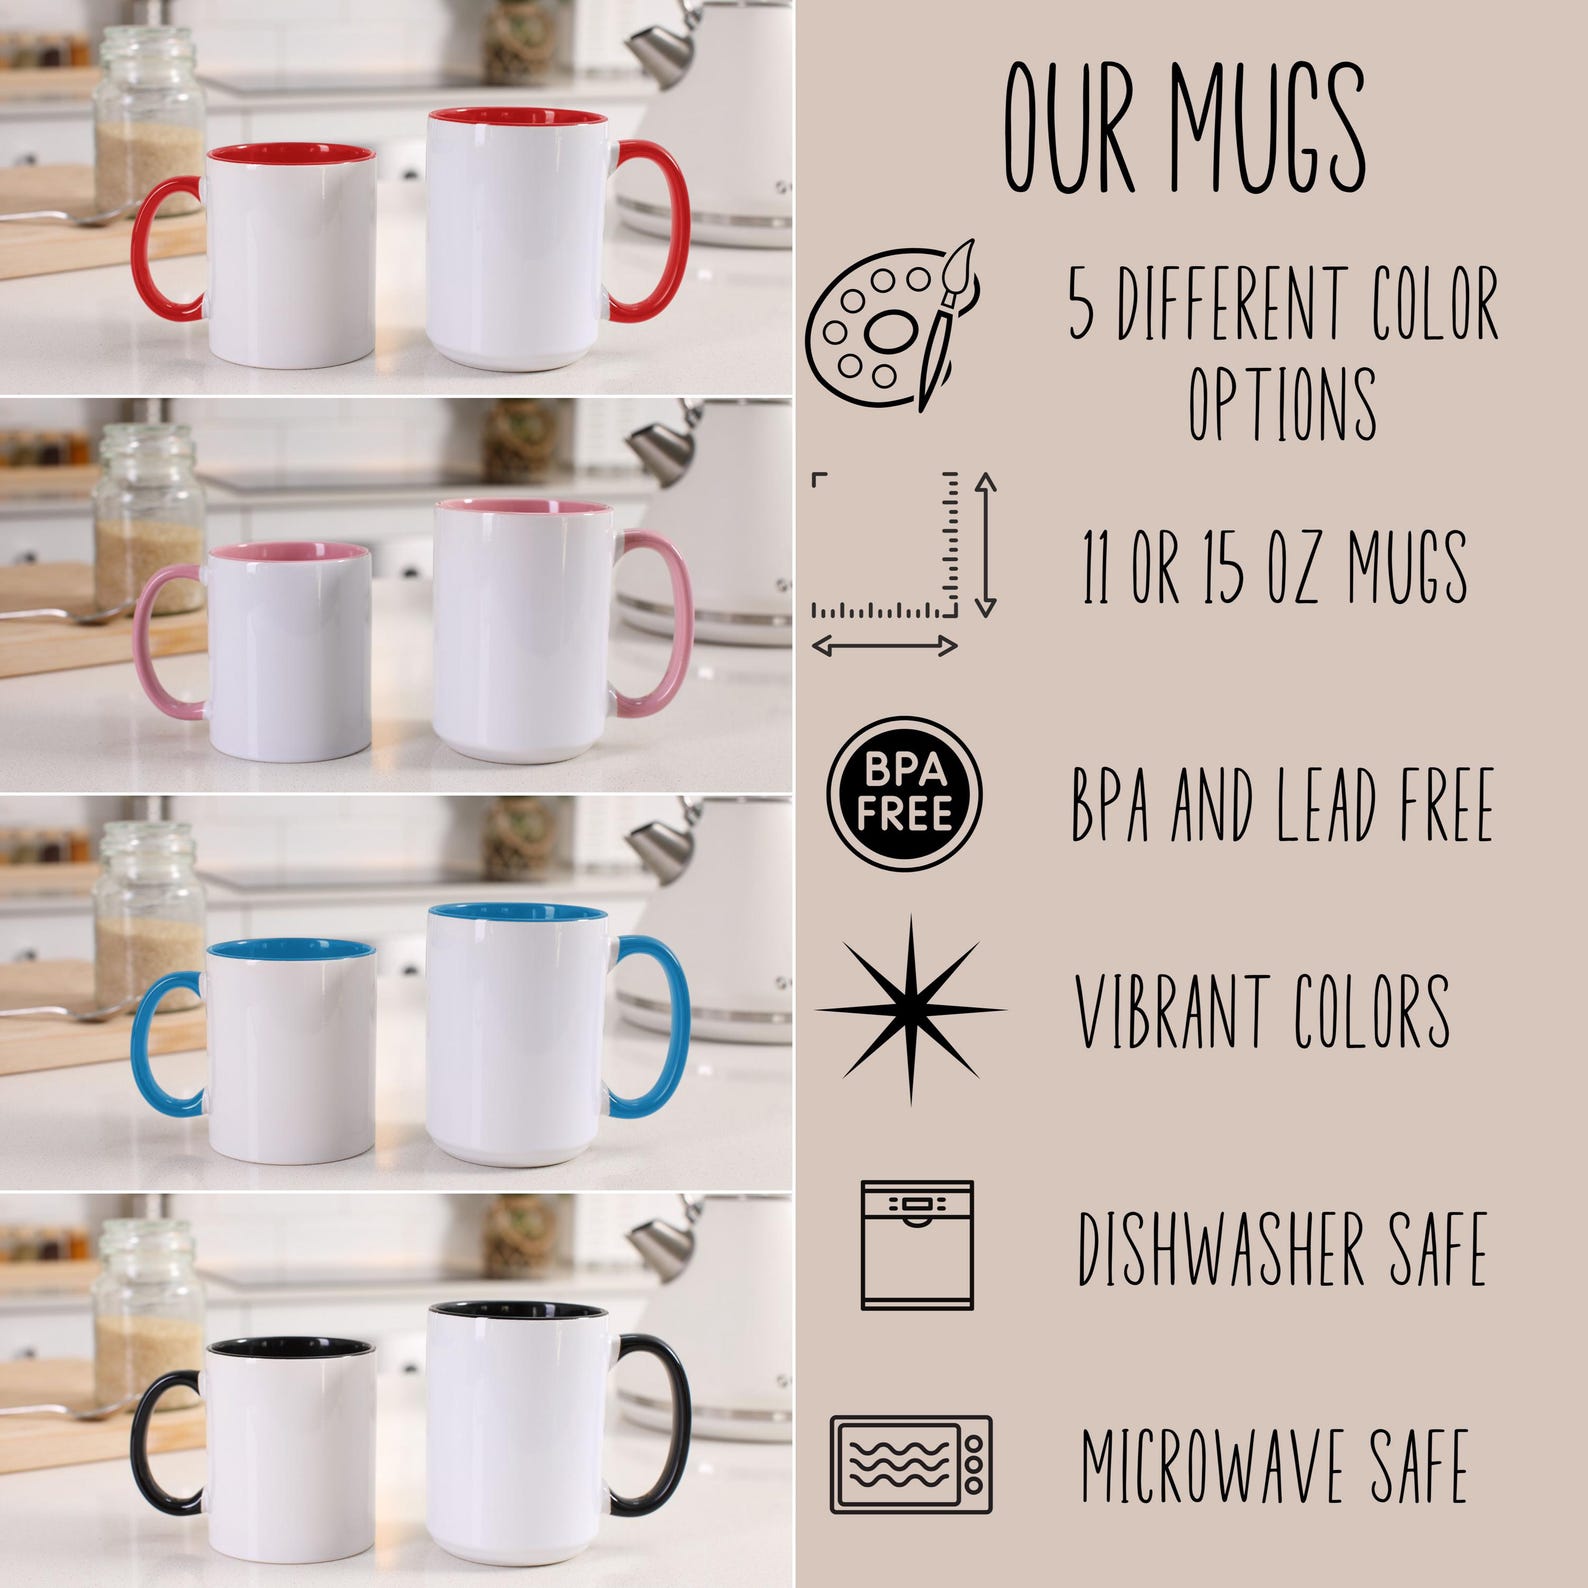 OUR MUGS
5 DIFFERENT COLOR
OPTIONS
11 OR 15 OZ MUGS
BPA
FREE
BPA AND LEAD FREE
VIBRANT COLORS
DISHWASHER SAFE
MICROWAVE SAFE